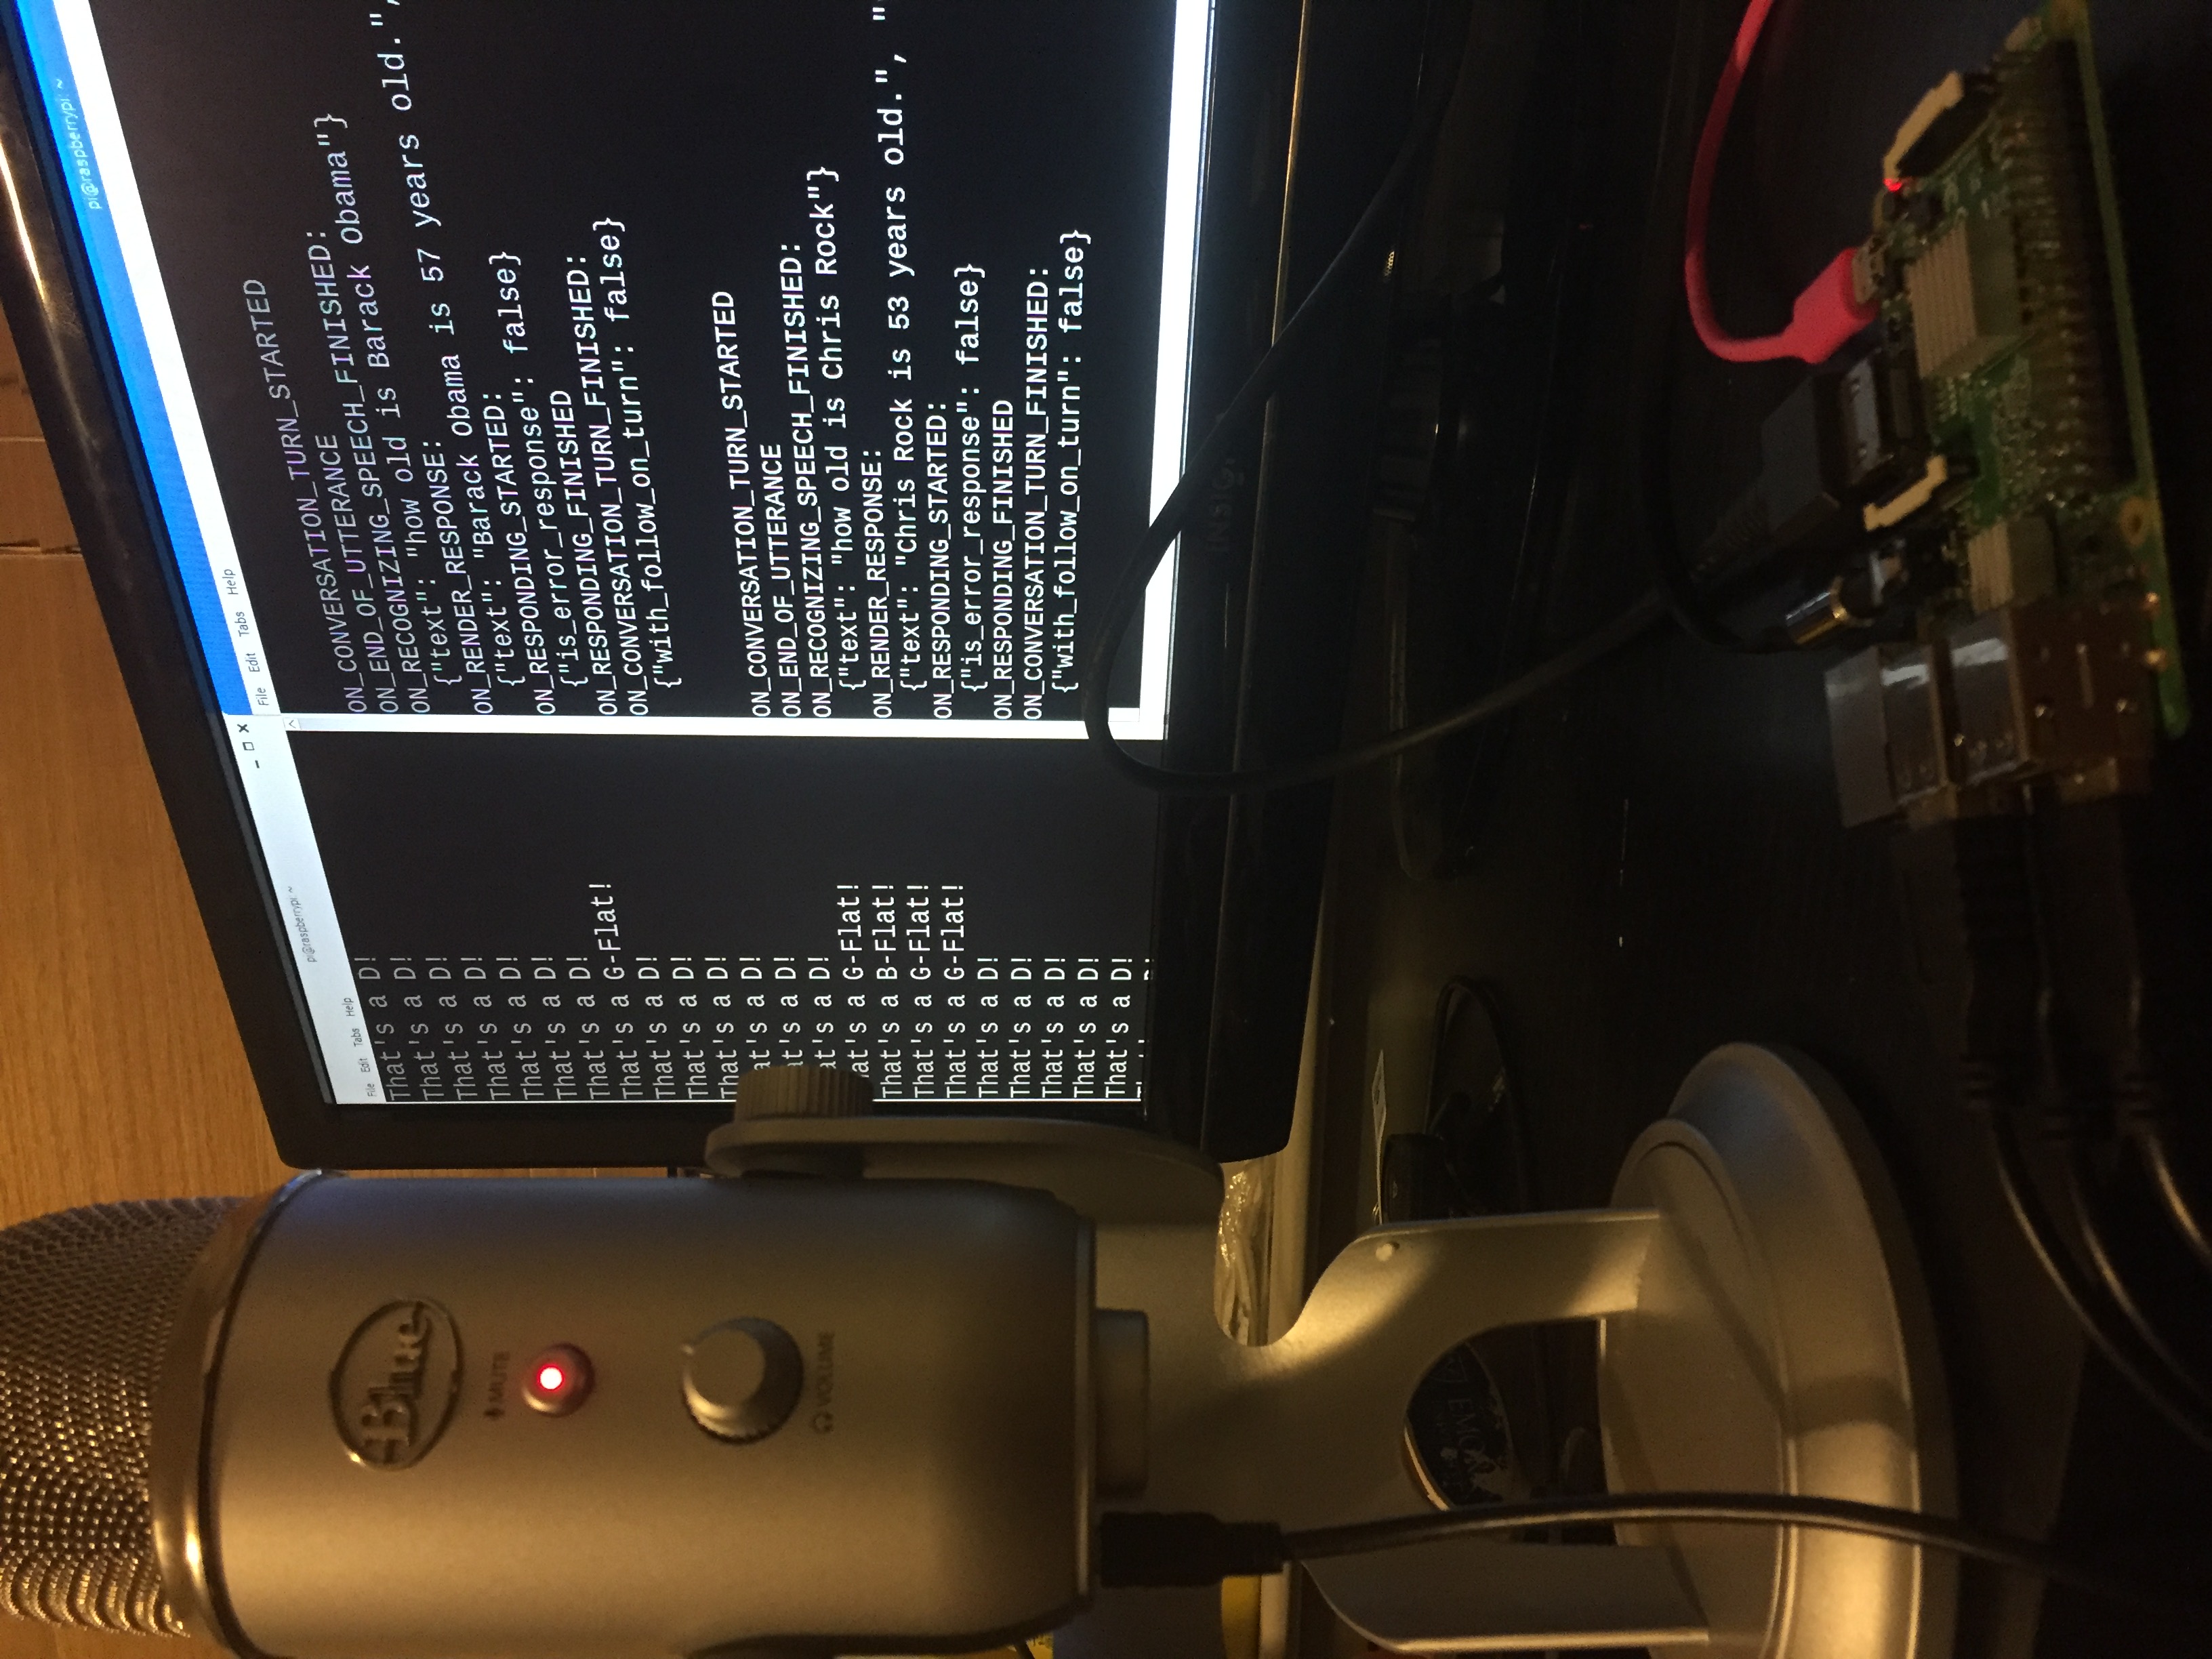 Blue
MUTE
VOLUME
pi@raspberrypi: ~
File Edit Tabs Help
That's a D!
That's a D!
That's a D!
That's a D!
That's a D!
That's a D!
That's a D!
That's a G-Flat!
That's a D!
That's a D!
That's a D!
at's a D!
at's a D!
at's a D!
at's a G-Flat!
That's a B-Flat!
That's a G-Flat!
That's a G-Flat!
That's a D!
That's a D!
That's a D!
That's a D!
That's a D!
pi@raspberrypi: ~
File Edit Tabs Help
ON_CONVERSATION_TURN_STARTED
ON_END_OF_UTTERANCE
ON_RECOGNIZING_SPEECH_FINISHED:
{"text": "how old is Barack Obama"}
ON_RENDER_RESPONSE:
{"text": "Barack Obama is 57 years old.",
ON_RESPONDING_STARTED:
{"is_error_response": false}
ON_RESPONDING_FINISHED
ON_CONVERSATION_TURN_FINISHED:
{"with_follow_on_turn": false}
ON_CONVERSATION_TURN_STARTED
ON_END_OF_UTTERANCE
ON_RECOGNIZING_SPEECH_FINISHED:
{"text": "how old is Chris Rock"}
ON_RENDER_RESPONSE:
{"text": "Chris Rock is 53 years old.", "
ON_RESPONDING_STARTED:
{"is_error_response": false}
ON_RESPONDING_FINISHED
ON_CONVERSATION_TURN_FINISHED:
{"with_follow_on_turn": false}
INSIG